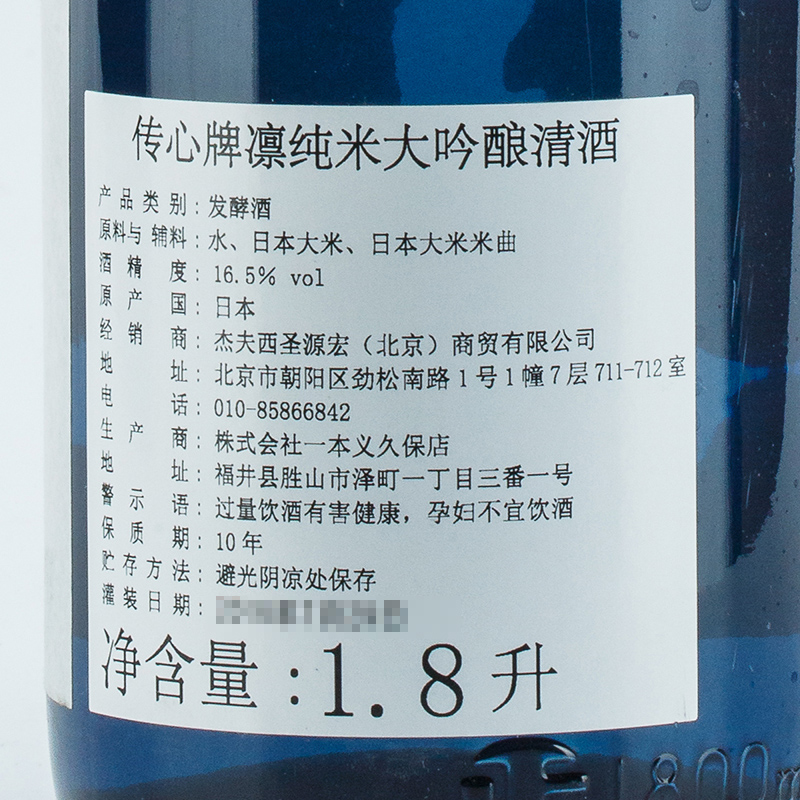 传心牌凛纯米大吟酿清酒
产品类别：发酵酒
原料与辅料：水、日本大米、日本大米米曲
酒精度：16.5% vol
原产国：日本
经销商：杰夫西圣源宏（北京）商贸有限公司
地址：北京市朝阳区劲松南路1号1幢7层711-712室
电话：010-85866842
生产商：株式会社一本义久保店
地址：福井县胜山市泽町一丁目三番一号
警示语：过量饮酒有害健康，孕妇不宜饮酒
保质期：10年
贮存方法：避光阴凉处保存
灌装日期：
净含量：1.8升
1800m